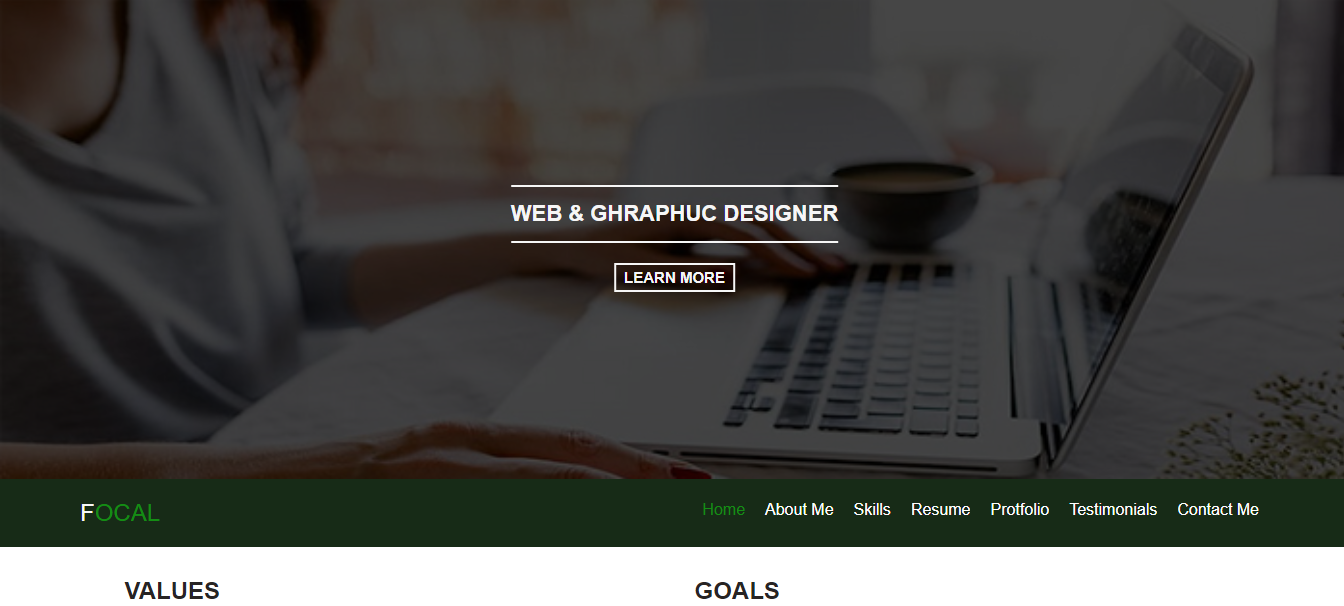 WEB & GHRAPHUC DESIGNER
LEARN MORE
FOCAL Home About Me Skills Resume Protfolio Testimonials Contact Me
VALUES GOALS